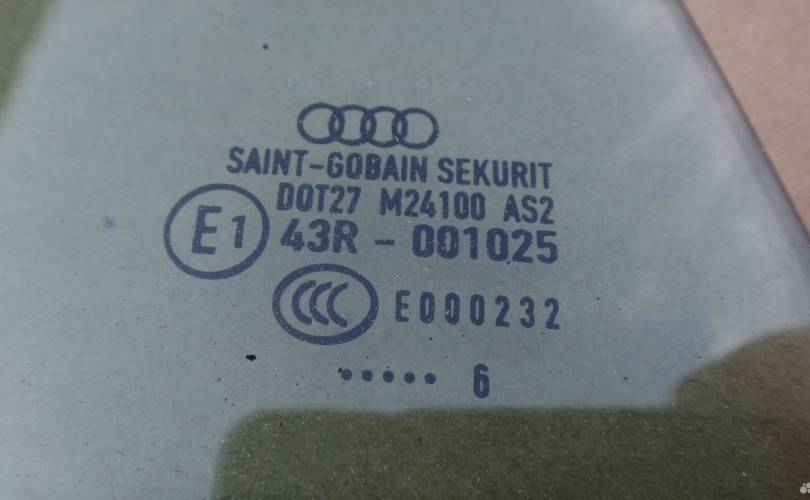 SAINT-GOBAIN SEKURIT
DOT27 M24100 AS2
E1 43R - 001025
CCC E000232
..... 6